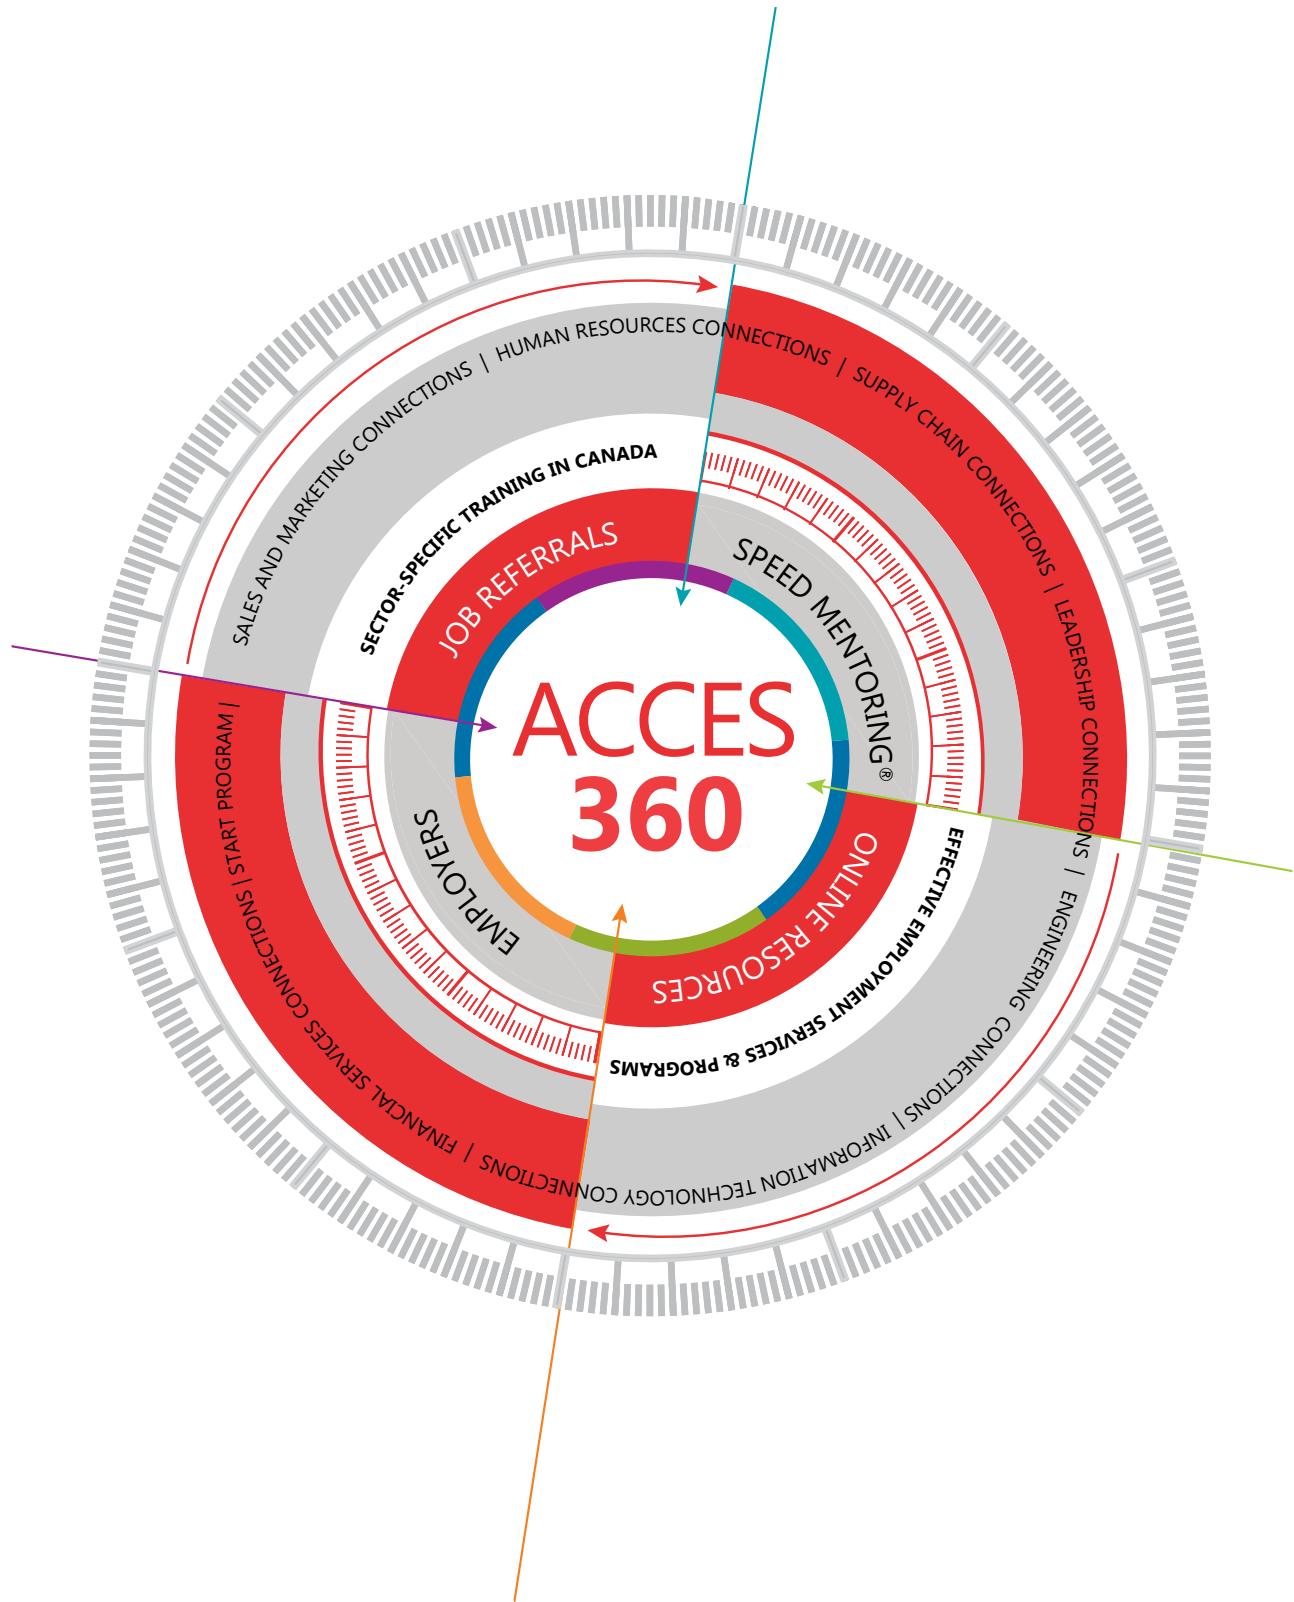 SALES AND MARKETING CONNECTIONS | HUMAN RESOURCES CONNECTIONS | SUPPLY CHAIN CONNECTIONS | LEADERSHIP CONNECTIONS | ENGINEERING CONNECTIONS | INFORMATION TECHNOLOGY CONNECTIONS | FINANCIAL SERVICES CONNECTIONS | START PROGRAM |
SECTOR-SPECIFIC TRAINING IN CANADA
JOB REFERRALS
SPEED MENTORING®
ACCES
360
EMPLOYERS
ONLINE RESOURCES
EFFECTIVE EMPLOYMENT SERVICES & PROGRAMS